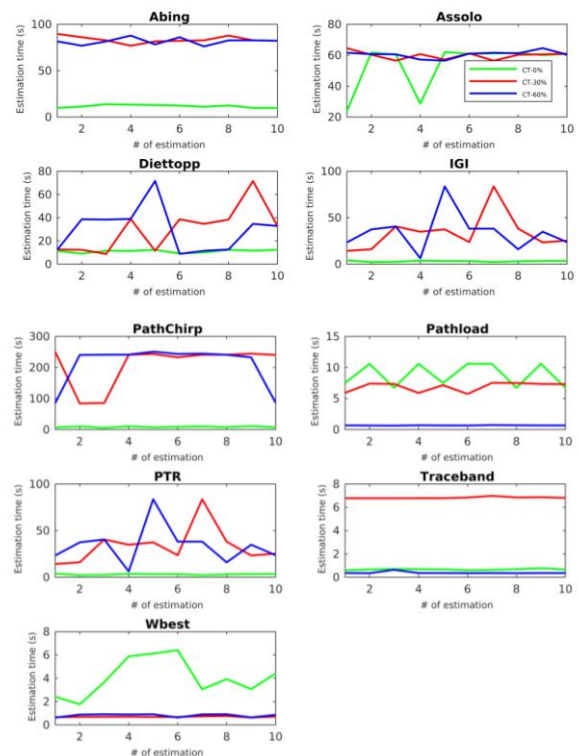 Abing
Estimation time (s)
100
50
0
2 4 6 8 10
# of estimation
Assolo
Estimation time (s)
80
60
40
20
CT-0%
CT-30%
CT-60%
2 4 6 8 10
# of estimation
Diettopp
Estimation time (s)
80
60
40
20
0
2 4 6 8 10
# of estimation
IGI
Estimation time (s)
100
50
0
2 4 6 8 10
# of estimation
PathChirp
Estimation time (s)
300
200
100
0
2 4 6 8 10
# of estimation
Pathload
Estimation time (s)
15
10
5
0
2 4 6 8 10
# of estimation
PTR
Estimation time (s)
100
50
0
2 4 6 8 10
# of estimation
Traceband
Estimation time (s)
8
6
4
2
0
2 4 6 8 10
# of estimation
Wbest
Estimation time (s)
8
6
4
2
0
2 4 6 8 10
# of estimation